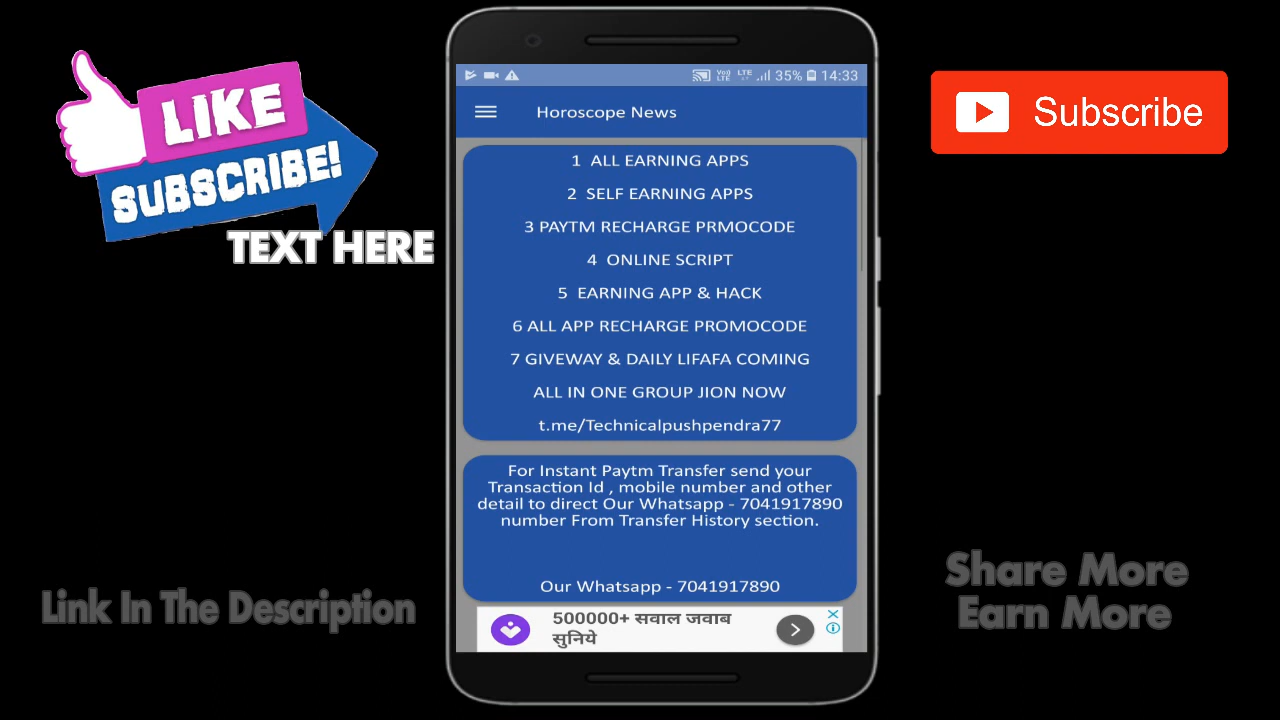 LIKE
SUBSCRIBE!
TEXT HERE
Subscribe
35% 14:33
Horoscope News
1 ALL EARNING APPS
2 SELF EARNING APPS
3 PAYTM RECHARGE PRMOCODE
4 ONLINE SCRIPT
5 EARNING APP & HACK
6 ALL APP RECHARGE PROMOCODE
7 GIVEWAY & DAILY LIFAFA COMING
ALL IN ONE GROUP JION NOW
t.me/Technicalpushpendra77
For Instant Paytm Transfer send your
Transaction Id , mobile number and other
detail to direct Our Whatsapp - 7041917890
number From Transfer History section.
Our Whatsapp - 7041917890
500000+ सवाल जवाब
सुनिये
Link In The Description
Share More
Earn More